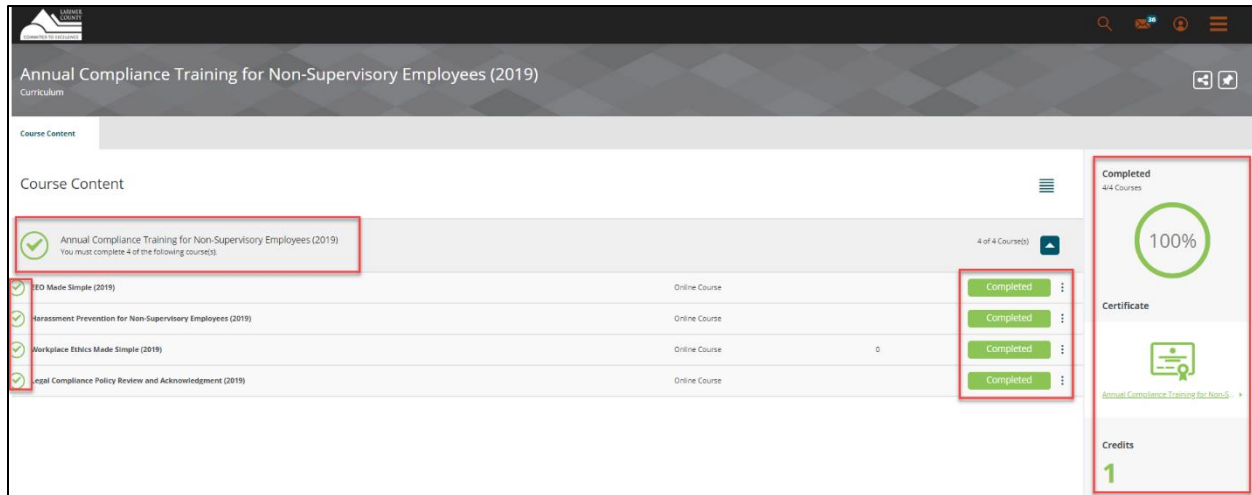 LARIMER
COUNTY
COMMITTED TO EXCELLENCE
36
Annual Compliance Training for Non-Supervisory Employees (2019)
Curriculum
Course Content
Course Content
Annual Compliance Training for Non-Supervisory Employees (2019)
You must complete 4 of the following course(s).
4 of 4 Course(s)
EEO Made Simple (2019) Online Course Completed
Harassment Prevention for Non-Supervisory Employees (2019) Online Course Completed
Workplace Ethics Made Simple (2019) Online Course 0 Completed
Legal Compliance Policy Review and Acknowledgment (2019) Online Course Completed
Completed
4/4 Courses
100%
Certificate
Annual Compliance Training for Non-S...
Credits
1